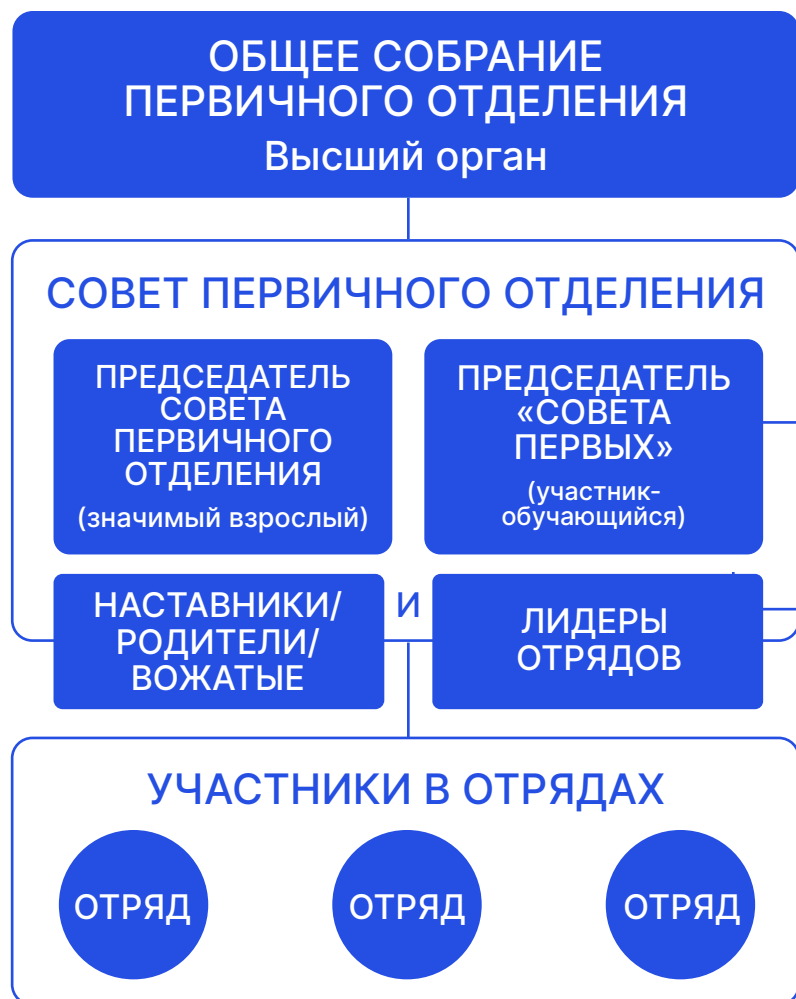 ОБЩЕЕ СОБРАНИЕ
ПЕРВИЧНОГО ОТДЕЛЕНИЯ
Высший орган
СОВЕТ ПЕРВИЧНОГО ОТДЕЛЕНИЯ
ПРЕДСЕДАТЕЛЬ
СОВЕТА
ПЕРВИЧНОГО
ОТДЕЛЕНИЯ
(значимый взрослый)
ПРЕДСЕДАТЕЛЬ
«СОВЕТА
ПЕРВЫХ»
(участник-
обучающийся)
НАСТАВНИКИ/
РОДИТЕЛИ/
ВОЖАТЫЕ
И
ЛИДЕРЫ
ОТРЯДОВ
УЧАСТНИКИ В ОТРЯДАХ
ОТРЯД
ОТРЯД
ОТРЯД